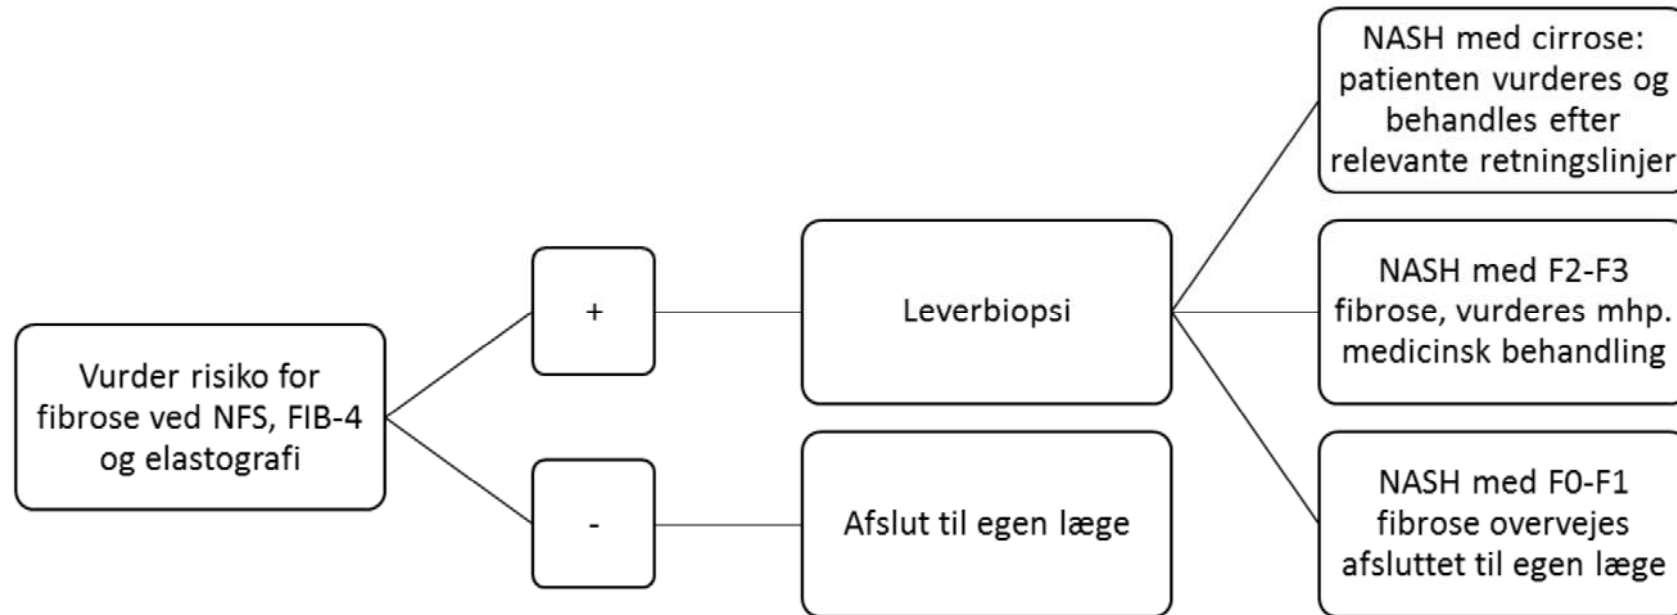 Vurder risiko for
fibrose ved NFS, FIB-4
og elastografi
+
-
Leverbiopsi
Afslut til egen læge
NASH med cirrose:
patienten vurderes og
behandles efter
relevante retningslinjer
NASH med F2-F3
fibrose, vurderes mhp.
medicinsk behandling
NASH med F0-F1
fibrose overvejes
afsluttet til egen læge